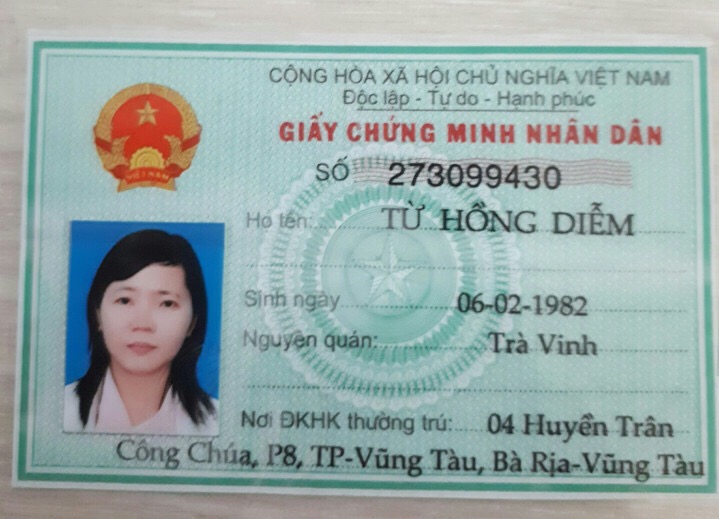 CỘNG HÒA XÃ HỘI CHỦ NGHĨA VIỆT NAM
Độc lập - Tự do - Hạnh phúc
GIẤY CHỨNG MINH NHÂN DÂN
SỐ 273099430
VIỆT NAM
Họ tên: TỪ HỒNG DIỄM
Sinh ngày 06-02-1982
Nguyên quán: Trà Vinh
Nơi ĐKHK thường trú: 04 Huyền Trân
Công Chúa, P8, TP-Vũng Tàu, Bà Rịa-Vũng Tàu